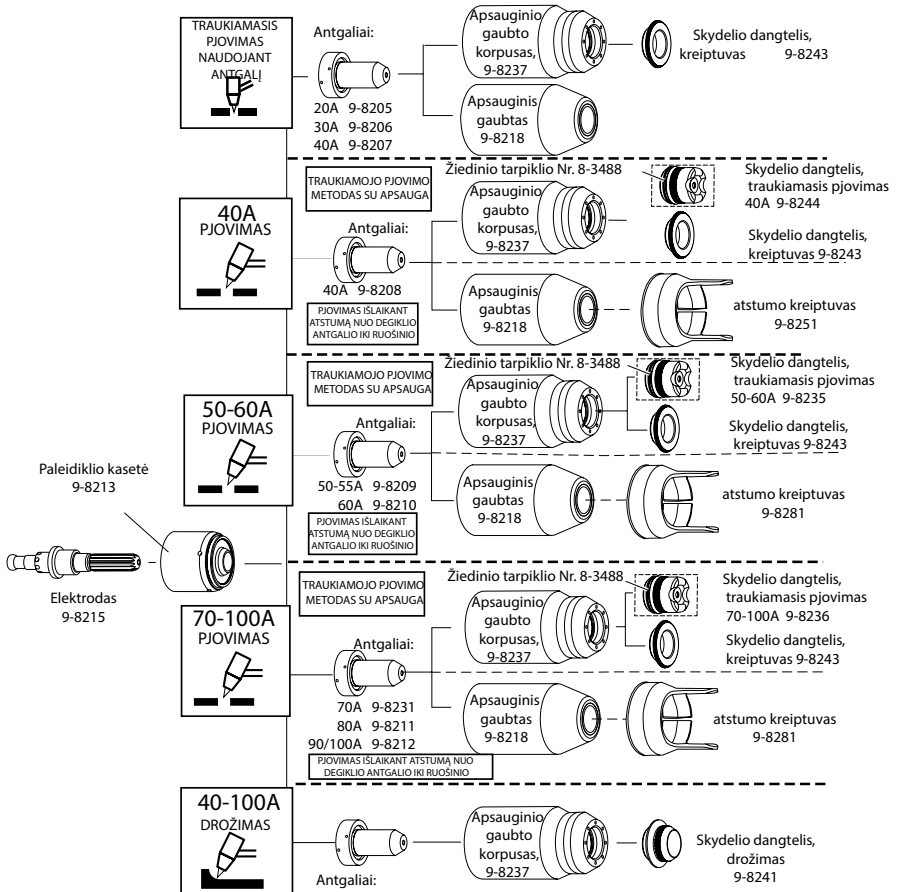 TRAUKIAMASIS
PJOVIMAS
NAUDOJANT
ANTGALĮ
Antgaliai:
20A 9-8205
30A 9-8206
40A 9-8207
Apsauginio
gaubto
korpusas,
9-8237
Skydelio dangtelis,
kreiptuvas 9-8243
Apsauginis
gaubtas
9-8218
40A
PJOVIMAS
TRAUKIAMOJO PJOVIMO
METODAS SU APSAUGA
Antgaliai:
40A 9-8208
PJOVIMAS IŠLAIKANT
ATSTUMĄ NUO DEGIKLIO
ANTGALIO IKI RUOŠINIO
Žiedinio tarpiklio Nr. 8-3488
Apsauginio
gaubto
korpusas,
9-8237
Skydelio dangtelis,
traukiamasis pjovimas
40A 9-8244
Skydelio dangtelis,
kreiptuvas 9-8243
Apsauginis
gaubtas
9-8218
atstumo kreiptuvas
9-8251
50-60A
PJOVIMAS
TRAUKIAMOJO PJOVIMO
METODAS SU APSAUGA
Antgaliai:
50-55A 9-8209
60A 9-8210
PJOVIMAS IŠLAIKANT
ATSTUMĄ NUO DEGIKLIO
ANTGALIO IKI RUOŠINIO
Žiedinio tarpiklio Nr. 8-3488
Apsauginio
gaubto
korpusas,
9-8237
Skydelio dangtelis,
traukiamasis pjovimas
50-60A 9-8235
Skydelio dangtelis,
kreiptuvas 9-8243
Apsauginis
gaubtas
9-8218
atstumo kreiptuvas
9-8281
Paleidiklio kasetė
9-8213
Elektrodas
9-8215
70-100A
PJOVIMAS
TRAUKIAMOJO PJOVIMO
METODAS SU APSAUGA
Antgaliai:
70A 9-8231
80A 9-8211
90/100A 9-8212
PJOVIMAS IŠLAIKANT ATSTUMĄ NUO
DEGIKLIO ANTGALIO IKI RUOŠINIO
Žiedinio tarpiklio Nr. 8-3488
Apsauginio
gaubto
korpusas,
9-8237
Skydelio dangtelis,
traukiamasis pjovimas
70-100A 9-8236
Skydelio dangtelis,
kreiptuvas 9-8243
Apsauginis
gaubtas
9-8218
atstumo kreiptuvas
9-8281
40-100A
DROŽIMAS
Antgaliai:
Apsauginio
gaubto
korpusas,
9-8237
Skydelio dangtelis,
drožimas
9-8241